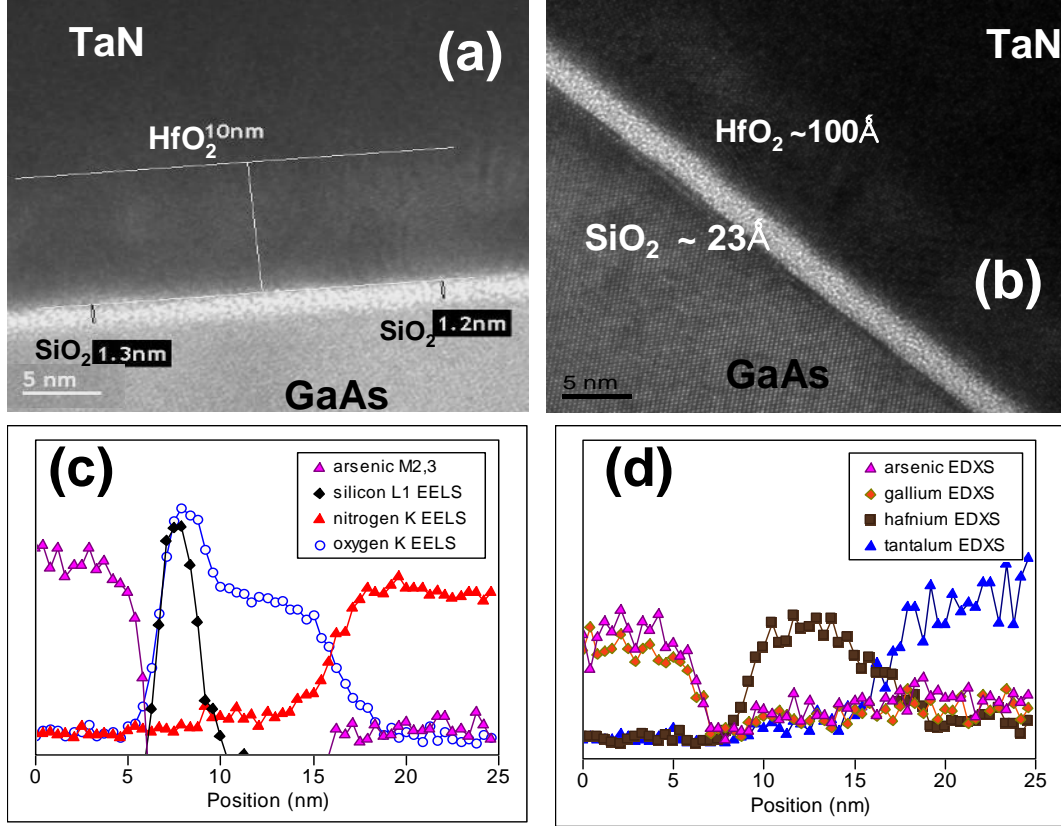 TaN
(a)
HfO2 10nm
SiO2 1.3nm
SiO2 1.2nm
5 nm
GaAs
TaN
HfO2 ~100Å
SiO2 ~ 23Å
(b)
GaAs
5 nm
(c)
arsenic M2,3
silicon L1 EELS
nitrogen K EELS
oxygen K EELS
0 5 10 15 20 25
Position (nm)
(d)
arsenic EDXS
gallium EDXS
hafnium EDXS
tantalum EDXS
0 5 10 15 20 25
Position (nm)